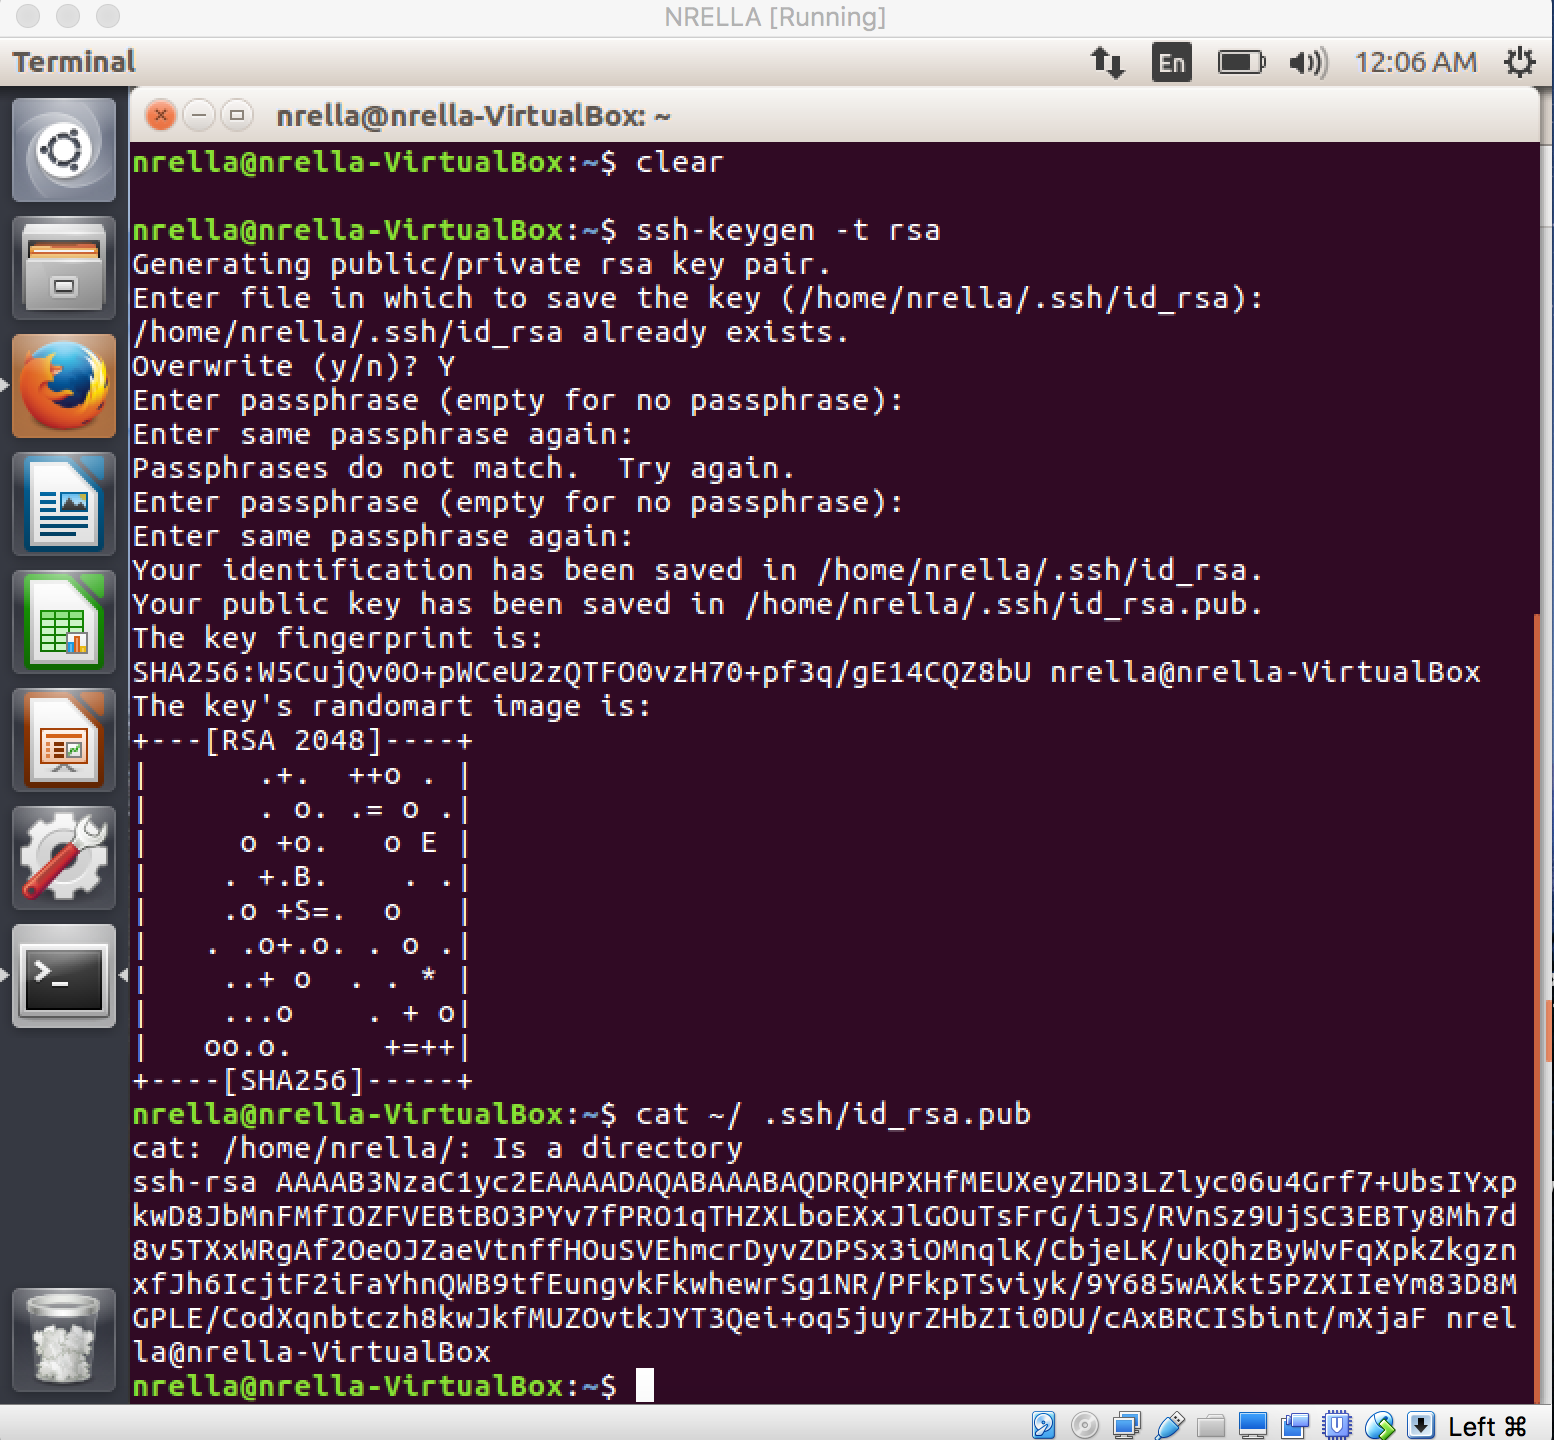 NRELLA [Running]
Terminal
En
12:06 AM
nrella@nrella-VirtualBox: ~
nrella@nrella-VirtualBox:~$ clear
nrella@nrella-VirtualBox:~$ ssh-keygen -t rsa
Generating public/private rsa key pair.
Enter file in which to save the key (/home/nrella/.ssh/id_rsa):
/home/nrella/.ssh/id_rsa already exists.
Overwrite (y/n)? Y
Enter passphrase (empty for no passphrase):
Enter same passphrase again:
Passphrases do not match.  Try again.
Enter passphrase (empty for no passphrase):
Enter same passphrase again:
Your identification has been saved in /home/nrella/.ssh/id_rsa.
Your public key has been saved in /home/nrella/.ssh/id_rsa.pub.
The key fingerprint is:
SHA256:W5CujQv0O+pWCeU2zQTFO0vzH70+pf3q/gE14CQZ8bU nrella@nrella-VirtualBox
The key's randomart image is:
+---[RSA 2048]----+
|      .+.  ++o . |
|      . o. .= o .|
|     o +o.   o E |
|    . +.B.    . .|
|    .o +S=.  o   |
|   . .o+.o. . o .|
|    ..+ o  . . * |
|    ...o    . + o|
|   oo.o.     +=++|
+----[SHA256]-----+
nrella@nrella-VirtualBox:~$ cat ~/ .ssh/id_rsa.pub
cat: /home/nrella/: Is a directory
ssh-rsa AAAAB3NzaC1yc2EAAAADAQABAAABAQDRQHPXHfMEUXeyZHD3LZlyc06u4Grf7+UbsIYxp
kwD8JbMnFMfIOZFVEBtBO3PYv7fPRO1qTHZXLboEXxJlGOuTsFrG/iJS/RVnSz9UjSC3EBTy8Mh7d
8v5TXxWRgAf2OeOJZaeVtnffHOuSVEhmcrDyvZDPSx3iOMnqlK/CbjeLK/ukQhzByWvFqXpkZkgzn
xfJh6IcjtF2iFaYhnQWB9tfEungvkFkwhewrSg1NR/PFkpTSviyk/9Y685wAXkt5PZXIIeYm83D8M
GPLE/CodXqnbtczh8kwJkfMUZOvtkJYT3Qei+oq5juyrZHbZIi0DU/cAxBRCISbint/mXjaF nrel
la@nrella-VirtualBox
nrella@nrella-VirtualBox:~$
Left ⌘